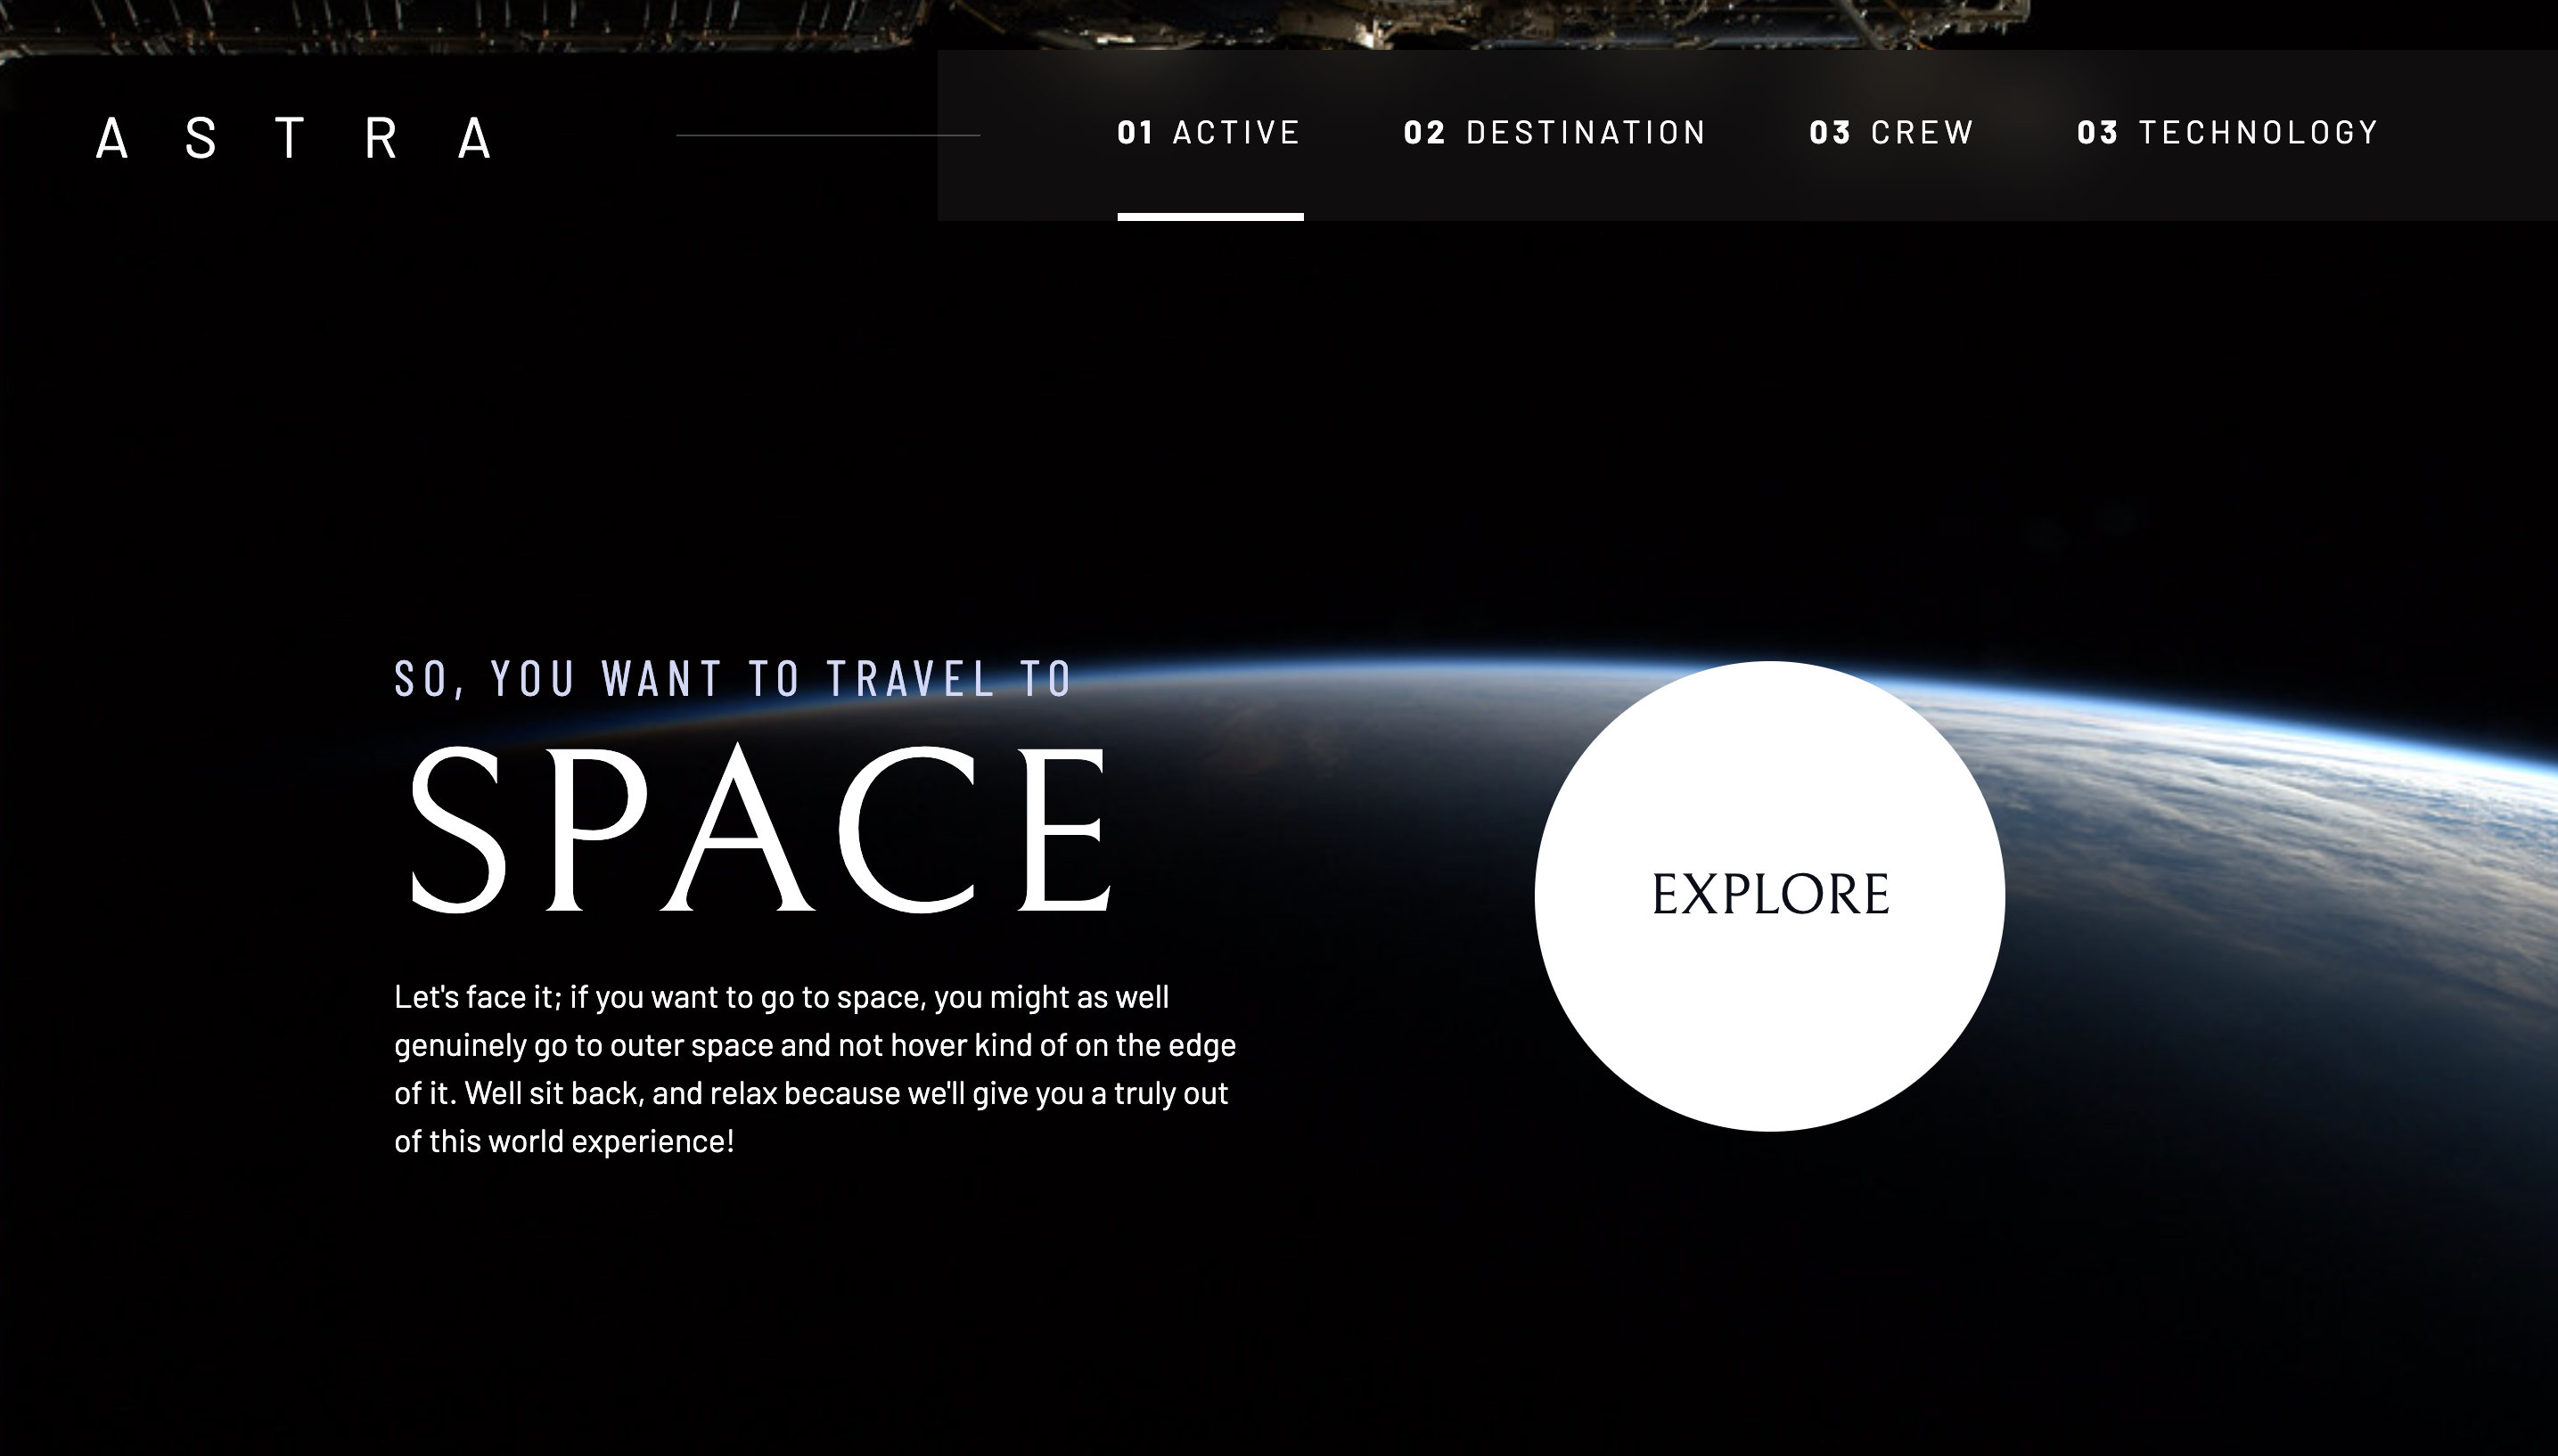 A S T R A
01 ACTIVE 02 DESTINATION 03 CREW 03 TECHNOLOGY
SO, YOU WANT TO TRAVEL TO
SPACE
Let's face it; if you want to go to space, you might as well
genuinely go to outer space and not hover kind of on the edge
of it. Well sit back, and relax because we'll give you a truly out
of this world experience!
EXPLORE